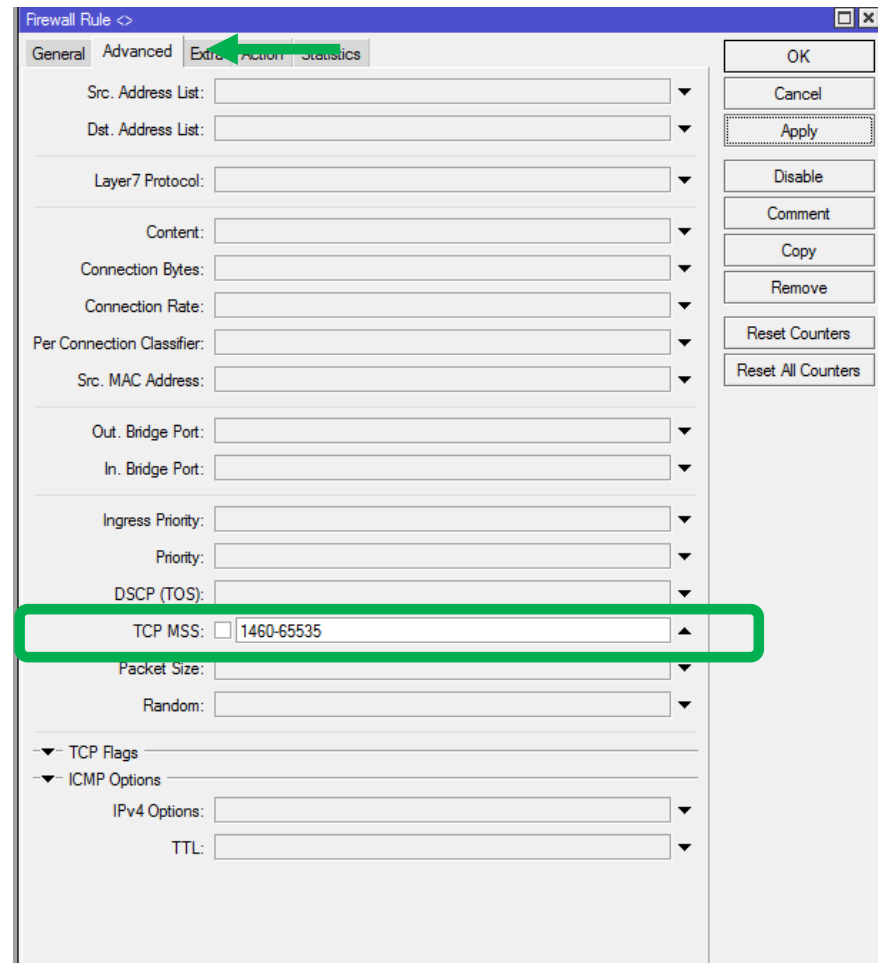 Firewall Rule <>
General Advanced Extra Action Statistics
OK
Src. Address List:
Cancel
Dst. Address List:
Apply
Layer7 Protocol:
Disable
Comment
Content:
Copy
Connection Bytes:
Remove
Connection Rate:
Reset Counters
Per Connection Classifier:
Reset All Counters
Src. MAC Address:
Out. Bridge Port:
In. Bridge Port:
Ingress Priority:
Priority:
DSCP (TOS):
TCP MSS: 1460-65535
Packet Size:
Random:
TCP Flags
ICMP Options
IPv4 Options:
TTL: